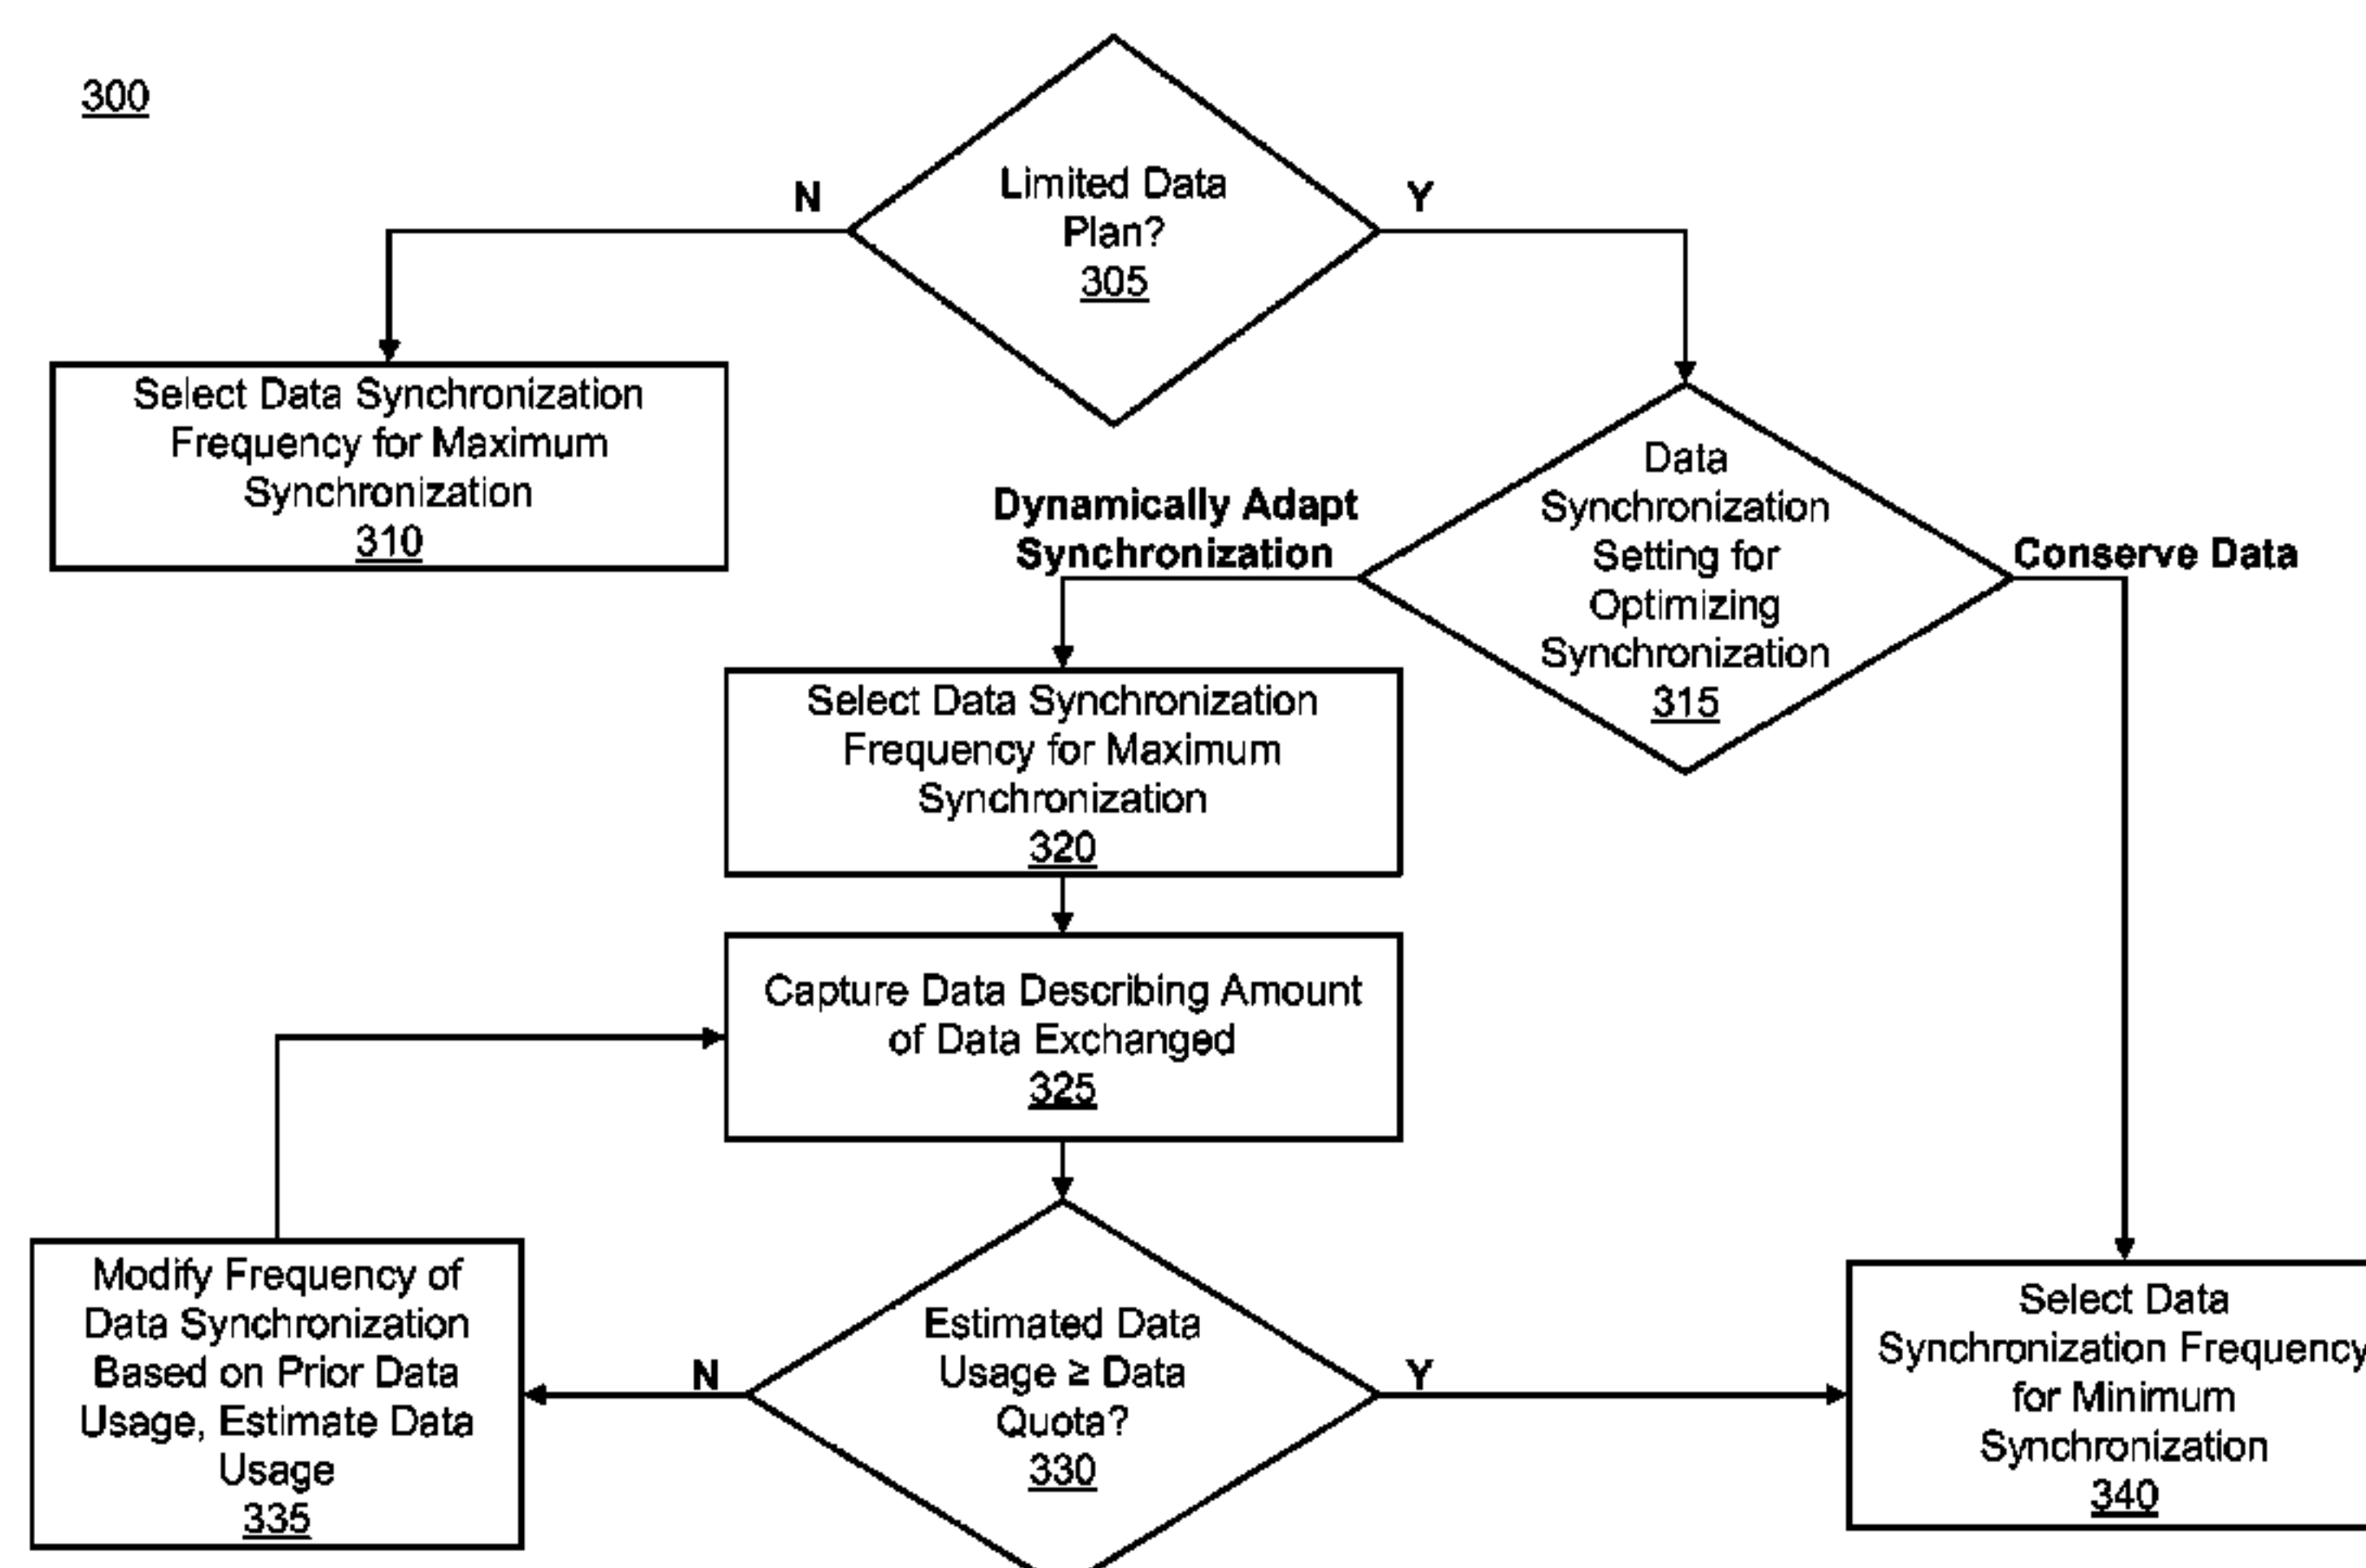 300
Limited Data
Plan?
305
N
Y
Select Data Synchronization
Frequency for Maximum
Synchronization
310
Data
Synchronization
Setting for
Optimizing
Synchronization
315
Dynamically Adapt
Synchronization
Conserve Data
Select Data Synchronization
Frequency for Maximum
Synchronization
320
Capture Data Describing Amount
of Data Exchanged
325
Estimated Data
Usage ≥ Data
Quota?
330
N
Y
Modify Frequency of
Data Synchronization
Based on Prior Data
Usage, Estimate Data
Usage
335
Select Data
Synchronization Frequency
for Minimum
Synchronization
340